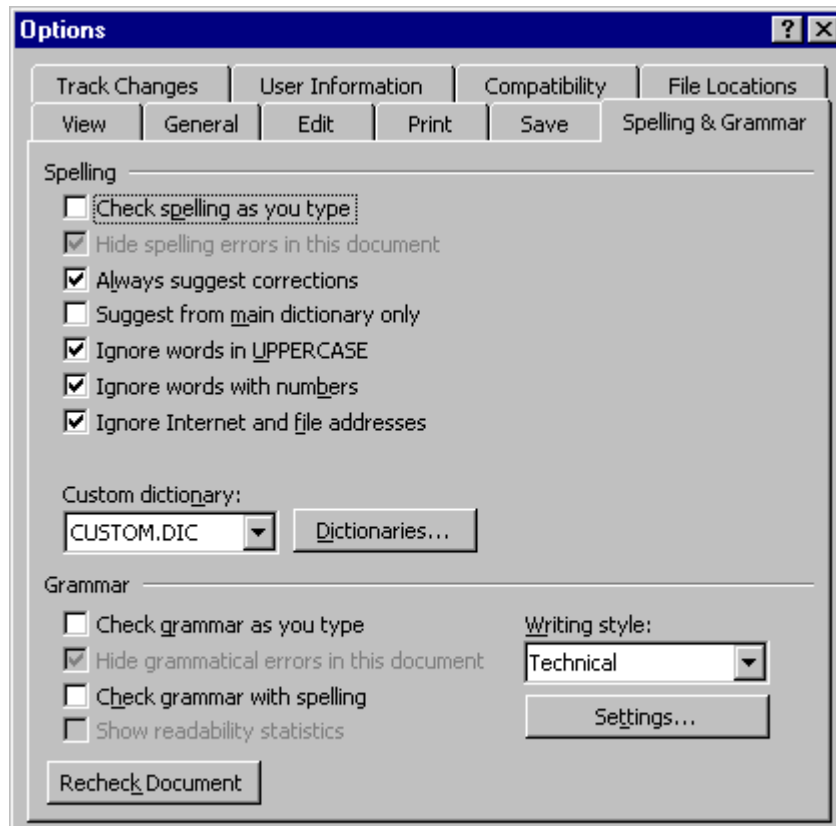 Options
Track Changes User Information Compatibility File Locations
View General Edit Print Save Spelling & Grammar
Spelling
Check spelling as you type
Hide spelling errors in this document
Always suggest corrections
Suggest from main dictionary only
Ignore words in UPPERCASE
Ignore words with numbers
Ignore Internet and file addresses
Custom dictionary:
CUSTOM.DIC Dictionaries...
Grammar
Check grammar as you type Writing style:
Hide grammatical errors in this document Technical
Check grammar with spelling
Show readability statistics Settings...
Recheck Document